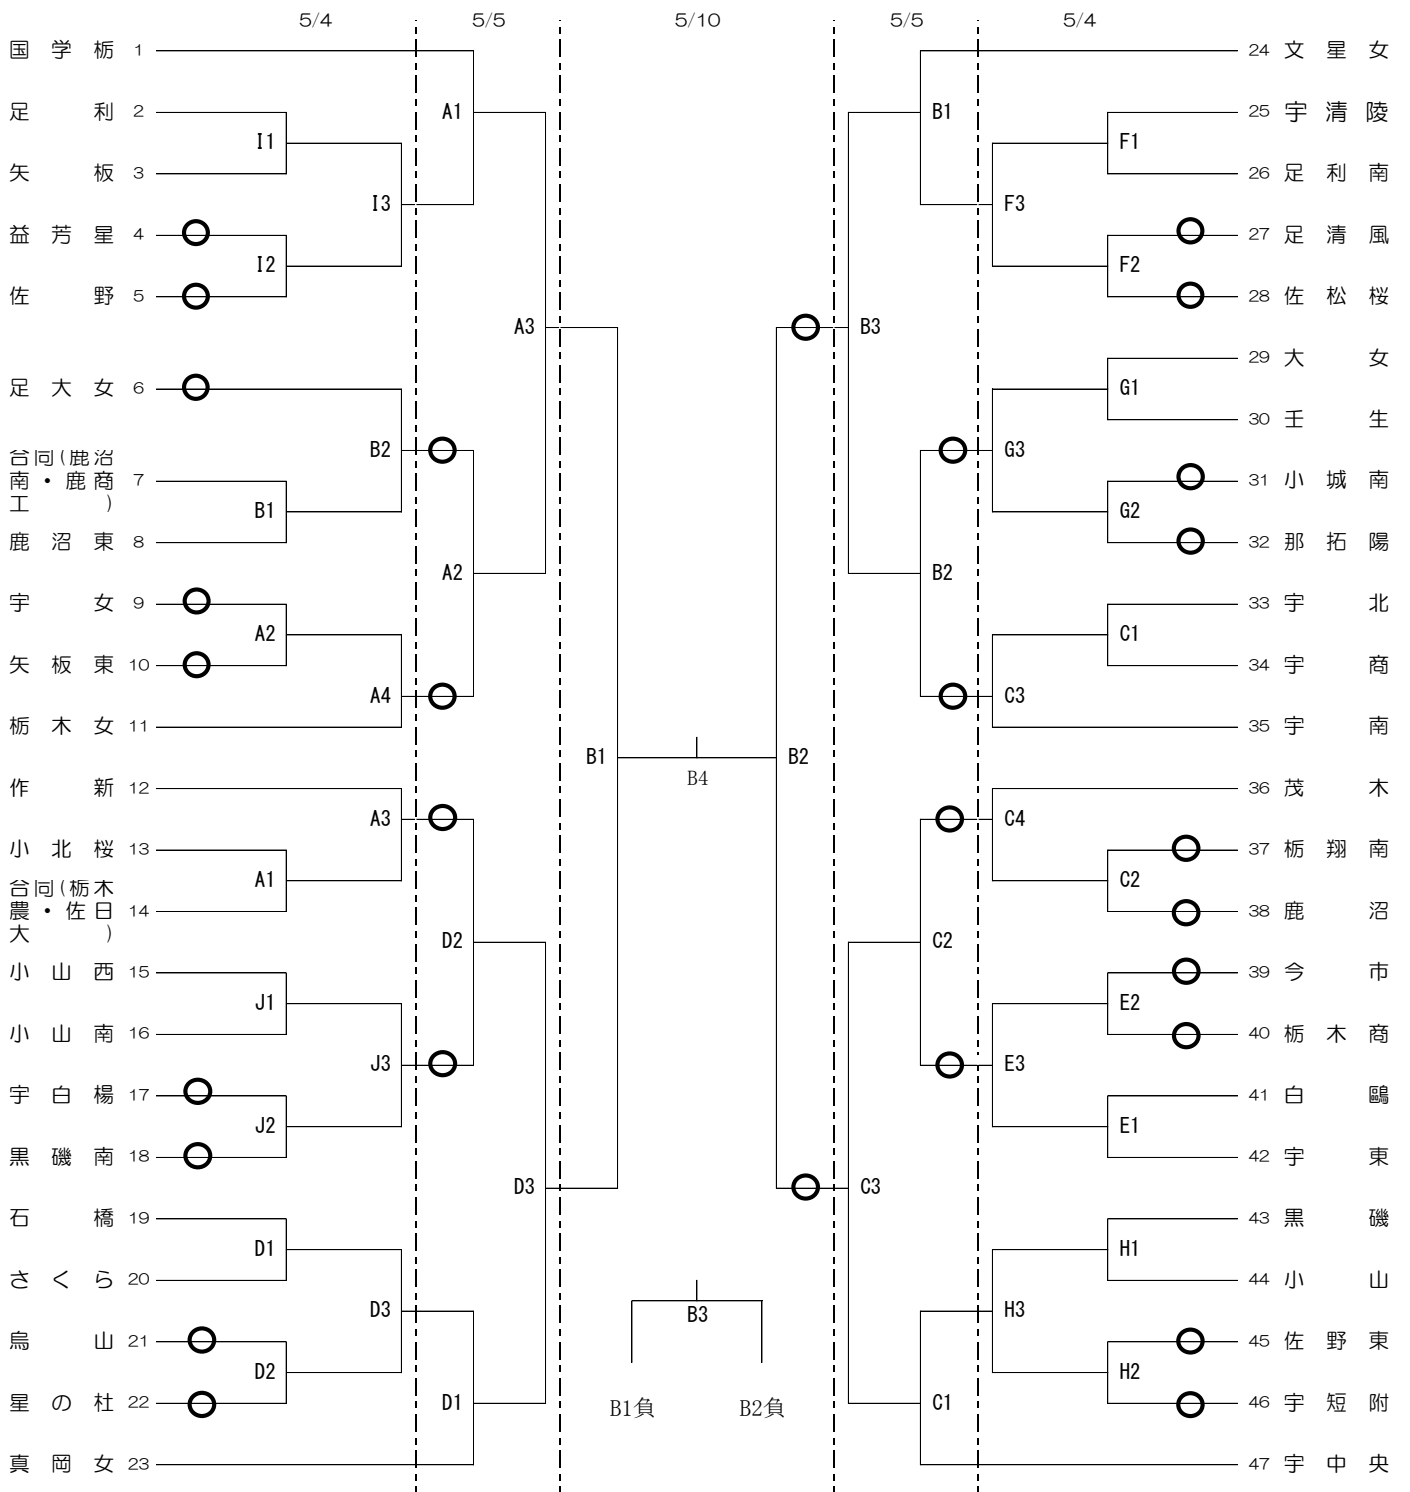 5/4 5/5 5/10 5/5 5/4
国学栃 1
足利 2
矢板 3
益芳星 4
佐野 5
足大女 6
合同(鹿沼
南・鹿商 7
工)
鹿沼東 8
宇女 9
矢板東 10
栃木女 11
作新 12
小北桜 13
合同(栃木
農・佐日 14
大)
小山西 15
小山南 16
宇白楊 17
黒磯南 18
石橋 19
さくら 20
烏山 21
星の杜 22
真岡女 23
I1
I2
B1
A2
A1
J1
J2
D1
D2
I3
B2
A4
A3
J3
D3
A1
A2
D2
D1
A3
D3
B1
B4
B2
B3
B1負
B2負
B3
C3
B1
B2
C2
C1
F3
G3
C3
C4
E3
H3
F1
F2
G1
G2
C1
C2
E2
E1
H1
H2
24 文星女
25 宇清陵
26 足利南
27 足清風
28 佐松桜
29 大女
30 壬生
31 小城南
32 那拓陽
33 宇北
34 宇商
35 宇南
36 茂木
37 栃翔南
38 鹿沼
39 今市
40 栃木商
41 白鷗
42 宇東
43 黒磯
44 小山
45 佐野東
46 宇短附
47 宇中央